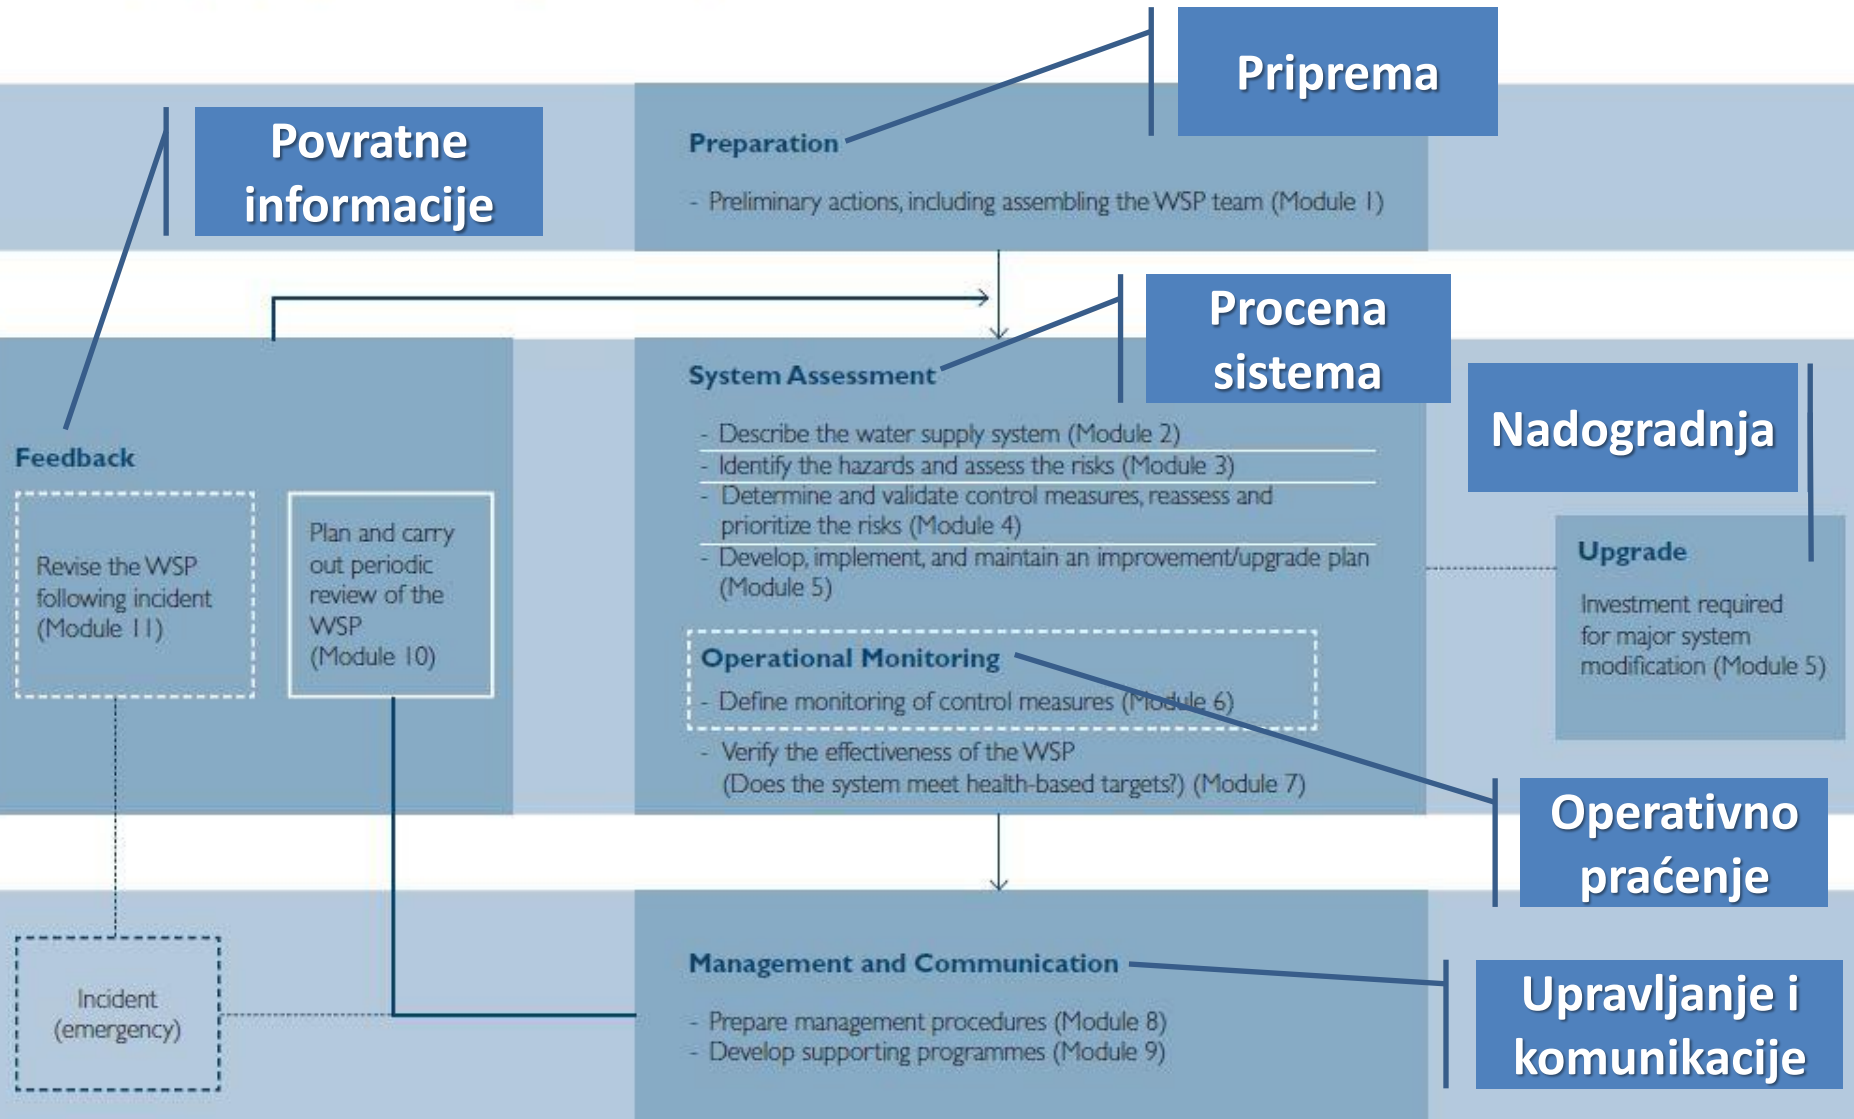 Priprema
Povratne
informacije
Preparation
- Preliminary actions, including assembling the WSP team (Module 1)
Procena
sistema
System Assessment
- Describe the water supply system (Module 2)
- Identify the hazards and assess the risks (Module 3)
- Determine and validate control measures, reassess and
prioritize the risks (Module 4)
- Develop, implement, and maintain an improvement/upgrade plan
(Module 5)
Nadogradnja
Feedback
Revise the WSP
following incident
(Module 11)
Plan and carry
out periodic
review of the
WSP
(Module 10)
Upgrade
Investment required
for major system
modification (Module 5)
Operational Monitoring
- Define monitoring of control measures (Module 6)
- Verify the effectiveness of the WSP
(Does the system meet health-based targets?) (Module 7)
Operativno
praćenje
Incident
(emergency)
Management and Communication
- Prepare management procedures (Module 8)
- Develop supporting programmes (Module 9)
Upravljanje i
komunikacije